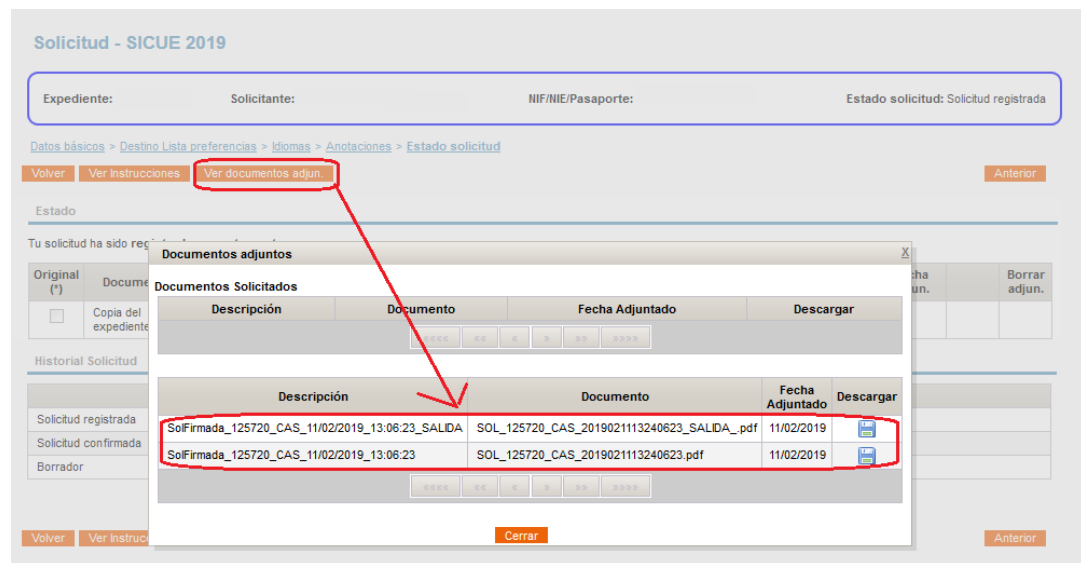 Solicitud - SICUE 2019
Expediente: Solicitante: NIF/NIE/Pasaporte: Estado solicitud: Solicitud registrada
Datos básicos > Destino Lista preferencias > Idiomas > Anotaciones > Estado solicitud
Volver Ver Instrucciones Ver documentos adjun. Anterior
Estado
Tu solicitud ha sido
Documentos adjuntos X
Original (*) Borrar adjun.
Documentos Solicitados
Descripción Documento Fecha Adjuntado Descargar
Copia del
expediente
«««« «« « » »» »»»»
Historial Solicitud
Descripción Documento Fecha Adjuntado Descargar
Solicitud registrada
SolFirmada_125720_CAS_11/02/2019_13:06:23_SALIDA SOL_125720_CAS_2019021113240623_SALIDA_.pdf 11/02/2019
Solicitud confirmada
SolFirmada_125720_CAS_11/02/2019_13:06:23 SOL_125720_CAS_2019021113240623.pdf 11/02/2019
Borrador
«««« «« « » »» »»»»
Cerrar
Volver Ver Instruc Anterior